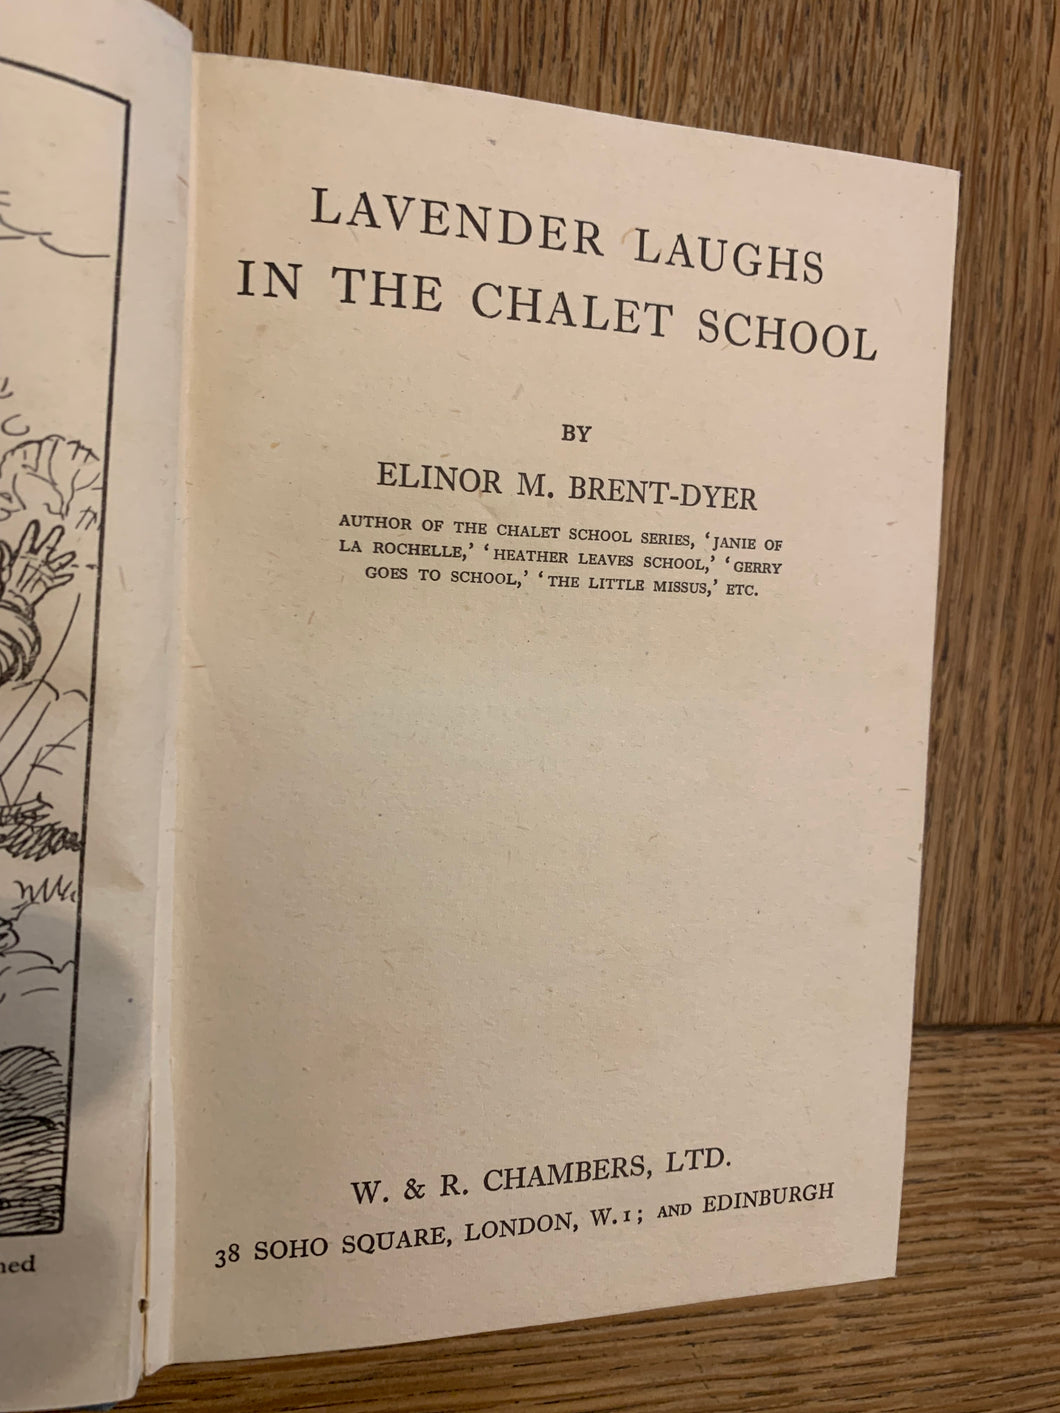 LAVENDER LAUGHS
IN THE CHALET SCHOOL
BY
ELINOR M. BRENT-DYER
AUTHOR OF THE CHALET SCHOOL SERIES, 'JANIE OF
LA ROCHELLE,' 'HEATHER LEAVES SCHOOL,' 'GERRY
GOES TO SCHOOL,' 'THE LITTLE MISSUS,' ETC.
W. & R. CHAMBERS, LTD.
38 SOHO SQUARE, LONDON, W.1; AND EDINBURGH